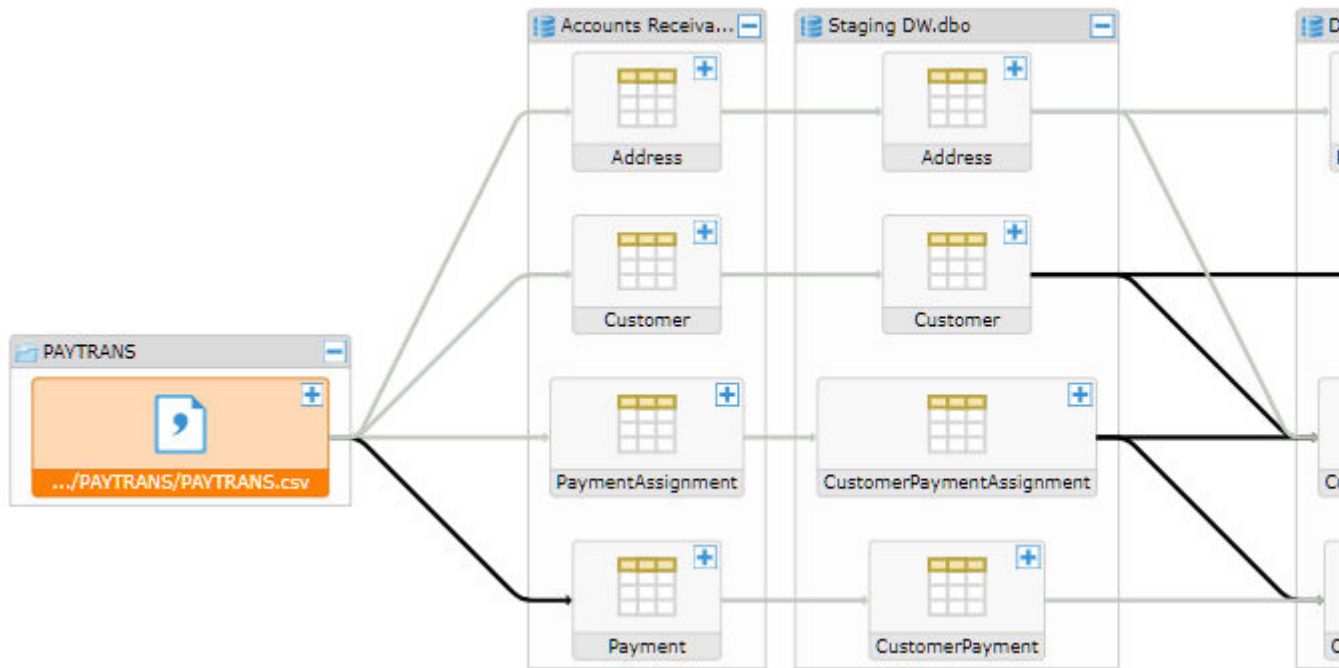 Accounts Receiva...
Staging DW.dbo
Address
Address
Customer
Customer
PAYTRANS
.../PAYTRANS/PAYTRANS.csv
PaymentAssignment
CustomerPaymentAssignment
Payment
CustomerPayment